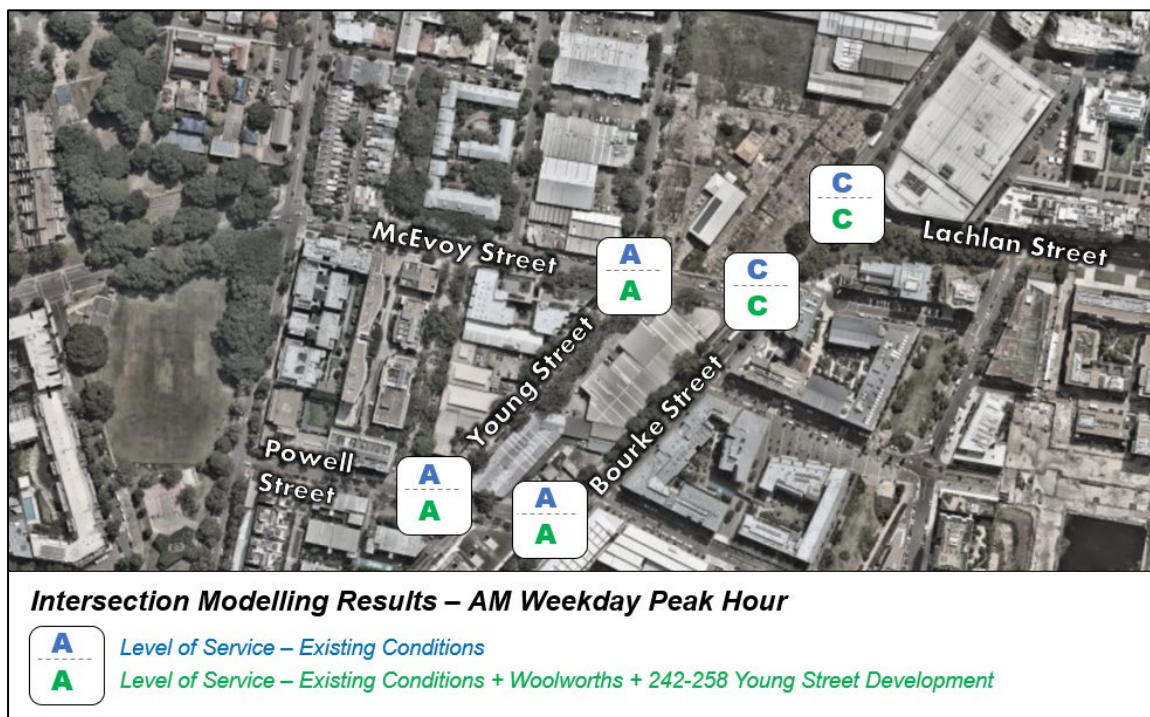 C
C
Lachlan Street
McEvoy Street
A
A
C
C
Young Street
Bourke Street
Powell
Street
A
A
A
A
Intersection Modelling Results – AM Weekday Peak Hour
A
Level of Service – Existing Conditions
A
Level of Service – Existing Conditions + Woolworths + 242-258 Young Street Development